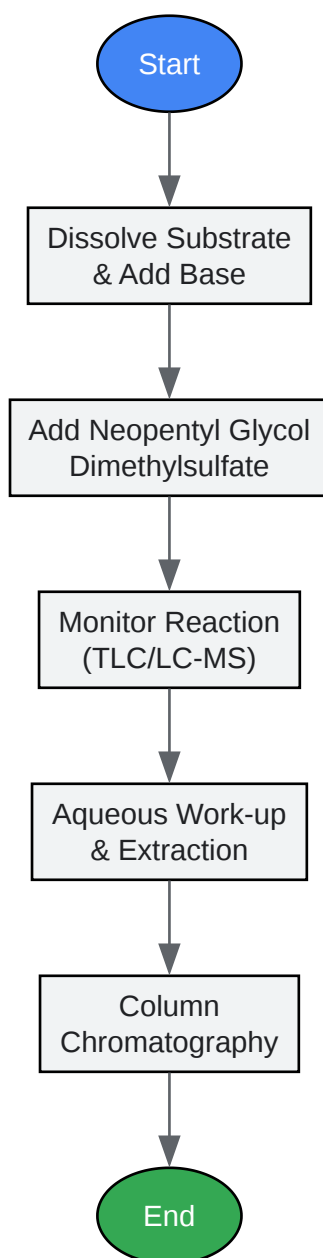 Start
Dissolve Substrate
& Add Base
Add Neopentyl Glycol
Dimethylsulfate
Monitor Reaction
(TLC/LC-MS)
Aqueous Work-up
& Extraction
Column
Chromatography
End